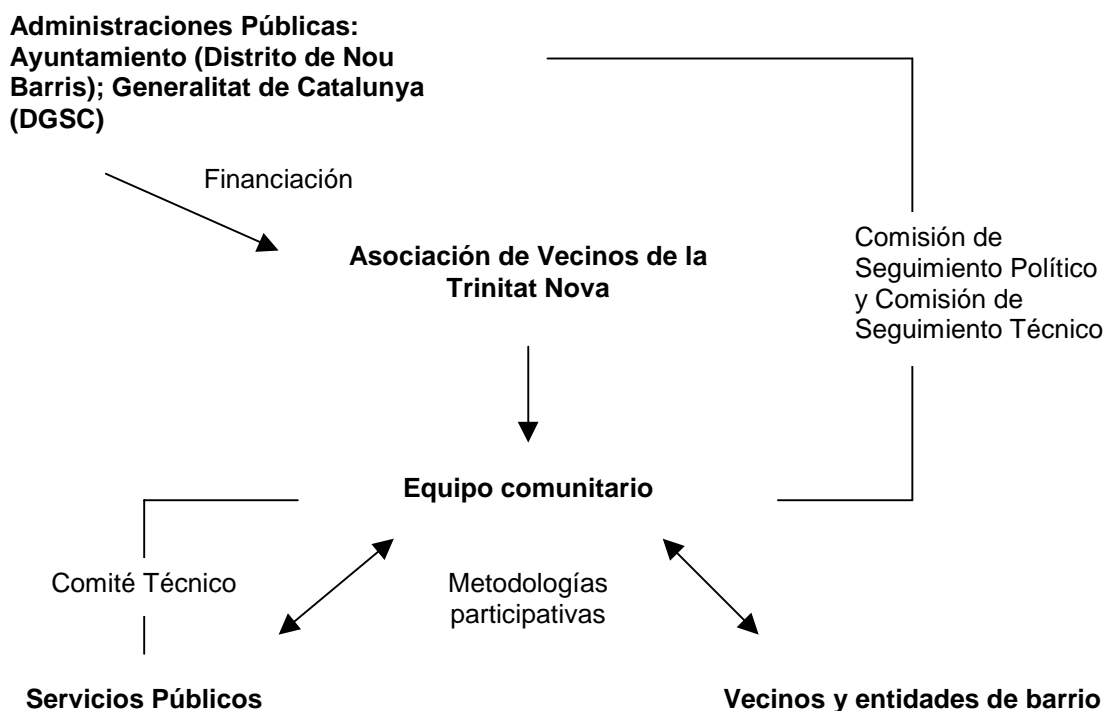 Administraciones Públicas:
Ayuntamiento (Distrito de Nou
Barris); Generalitat de Catalunya
(DGSC)
Financiación
Asociación de Vecinos de la
Trinitat Nova
Comisión de
Seguimiento Político
y Comisión de
Seguimiento Técnico
Equipo comunitario
Comité Técnico
Metodologías
participativas
Servicios Públicos
Vecinos y entidades de barrio